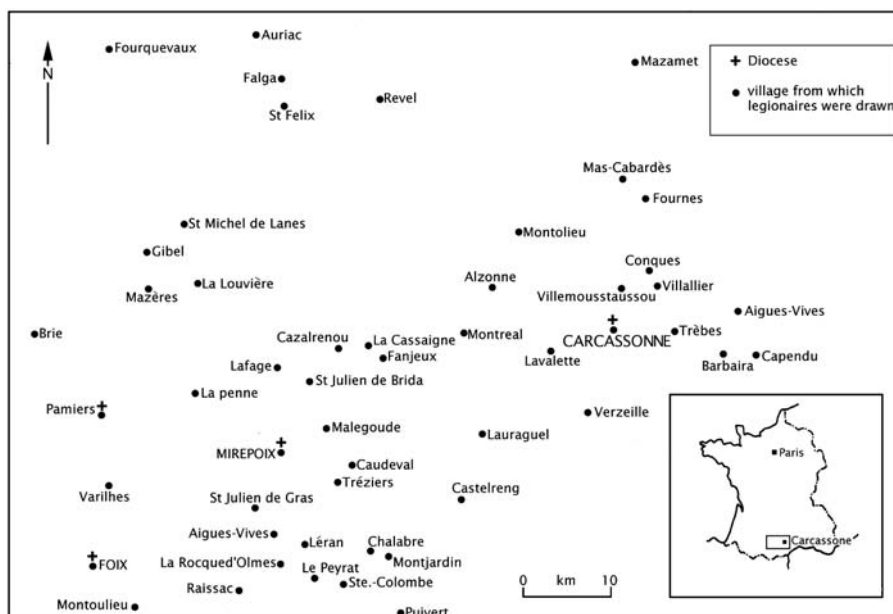 Auriac
Fourquevaux
Mazamet
Diocese
N
Falga
village from which
legionaires were drawn
Revel
St Felix
Mas-Cabardès
Fournes
St Michel de Lanes
Montolieu
Gibel
Conques
Alzonne
La Louvière
Villallier
Mazères
Villemousstaussou
Aigues-Vives
Brie
Cazalrenou
La Cassaigne
Montreal
CARCASSONNE
Trèbes
Fanjeux
Lavalette
Barbaira
Capendu
Lafage
St Julien de Brida
La penne
Pamiers
Verzeille
Malegoude
Lauraguel
MIREPOIX
Paris
Caudeval
Tréziers
Varilhes
St Julien de Gras
Castelreng
Aigues-Vives
Léran
Chalabre
Carcassone
FOIX
La Rocqued'Olmes
Montjardin
Le Peyrat
0 km 10
Raissac
Ste.-Colombe
Montoulieu
Puivert